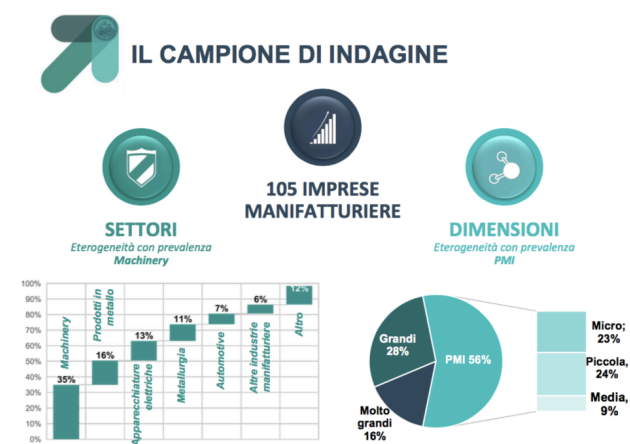 IL CAMPIONE DI INDAGINE
105 IMPRESE
MANIFATTURIERE
SETTORI
Eterogeneità con prevalenza
Machinery
DIMENSIONI
Eterogeneità con prevalenza
PMI
100%
90%
80%
70%
60%
50%
40%
30%
20%
10%
0%
Machinery
35%
Prodotti in
metallo
16%
13%
Apparecchiature
elettriche
11%
Metallurgia
7%
Automotive
6%
Altre industrie
manifatturiere
12%
Altro
Grandi
28%
PMI 56%
Molto
grandi
16%
Micro;
23%
Piccola,
24%
Media,
9%